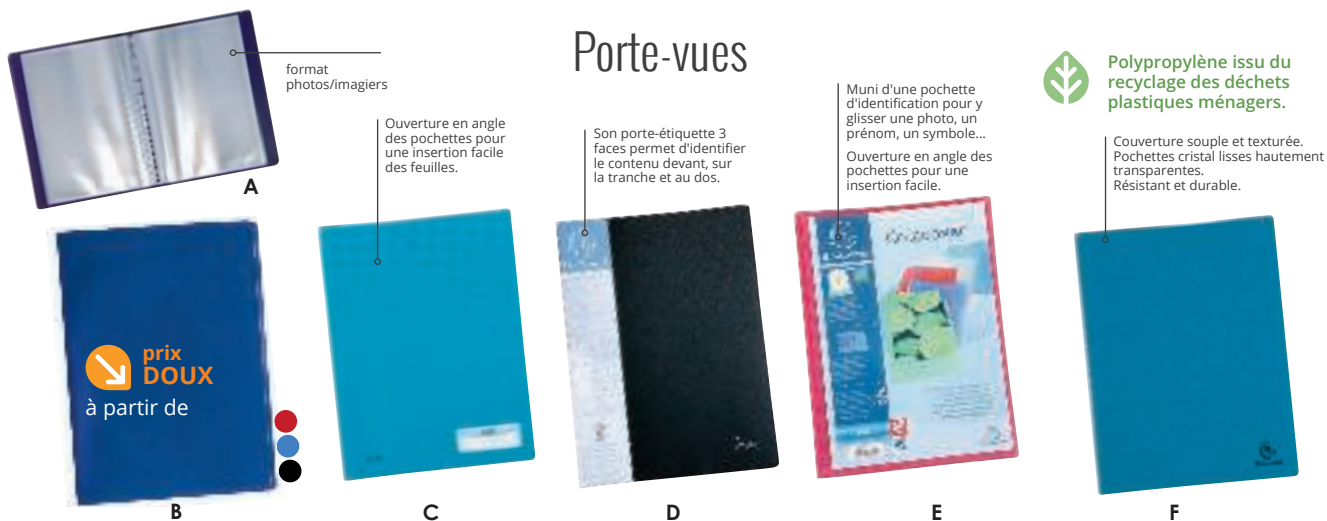 Porte-vues
format
photos/imagiers
A
Ouverture en angle
des pochettes pour
une insertion facile
des feuilles.
Son porte-étiquette 3
faces permet d'identifier
le contenu devant, sur
la tranche et au dos.
Muni d'une pochette
d'identification pour y
glisser une photo, un
prénom, un symbole...
Ouverture en angle des
pochettes pour une
insertion facile.
Polypropylène issu du
recyclage des déchets
plastiques ménagers.
Couverture souple et texturée.
Pochettes cristal lisses hautement
transparentes.
Résistant et durable.
prix
DOUX
à partir de
B
C
D
E
F